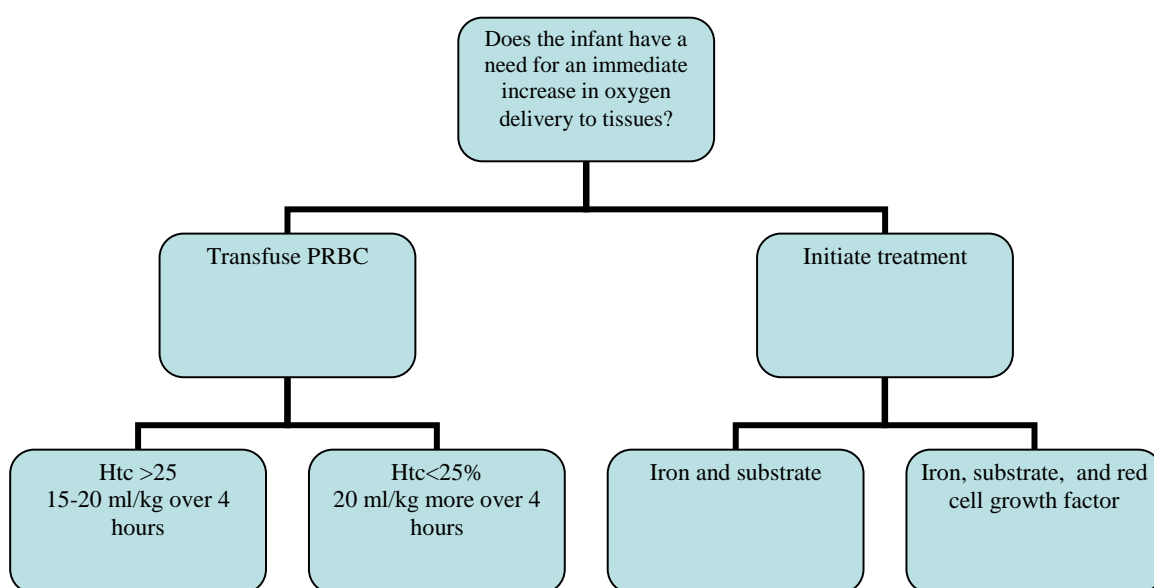 Does the infant have a
need for an immediate
increase in oxygen
delivery to tissues?
Transfuse PRBC
Initiate treatment
Htc >25
15-20 ml/kg over 4
hours
Htc<25%
20 ml/kg more over 4
hours
Iron and substrate
Iron, substrate,  and red
cell growth factor